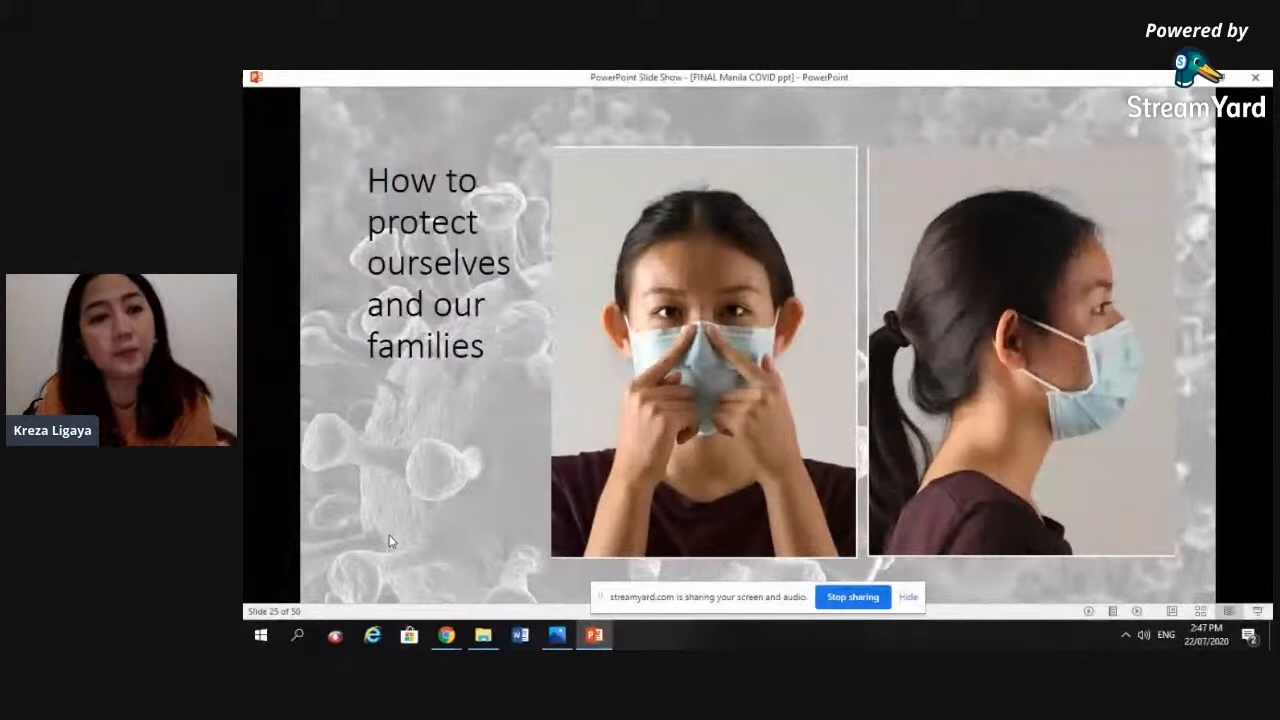 Powered by
StreamYard
PowerPoint Slide Show - [FINAL Manila COVID ppt] - PowerPoint
How to
protect
ourselves
and our
families
Kreza Ligaya
streamyard.com is sharing your screen and audio.
Stop sharing
Hide
Slide 25 of 50
ENG
2:47 PM
22/07/2020